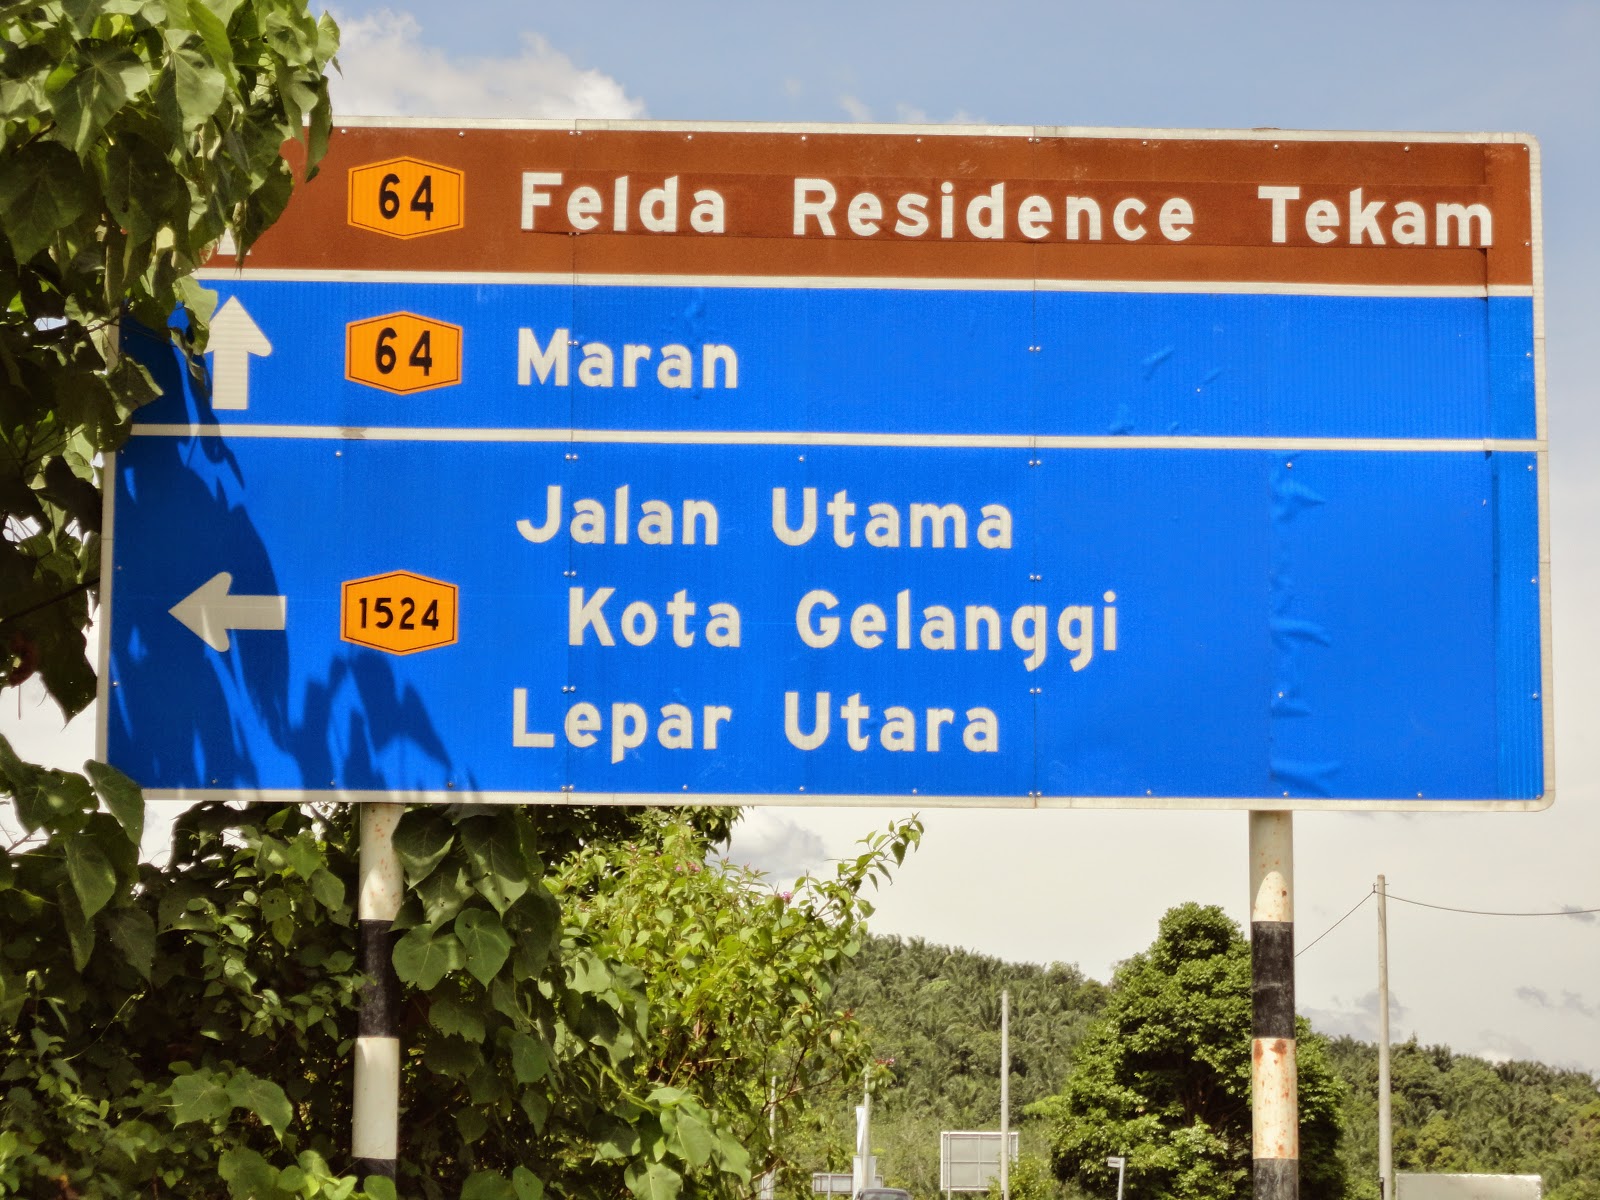 64 Felda Residence Tekam
64 Maran
Jalan Utama
1524 Kota Gelanggi
Lepar Utara